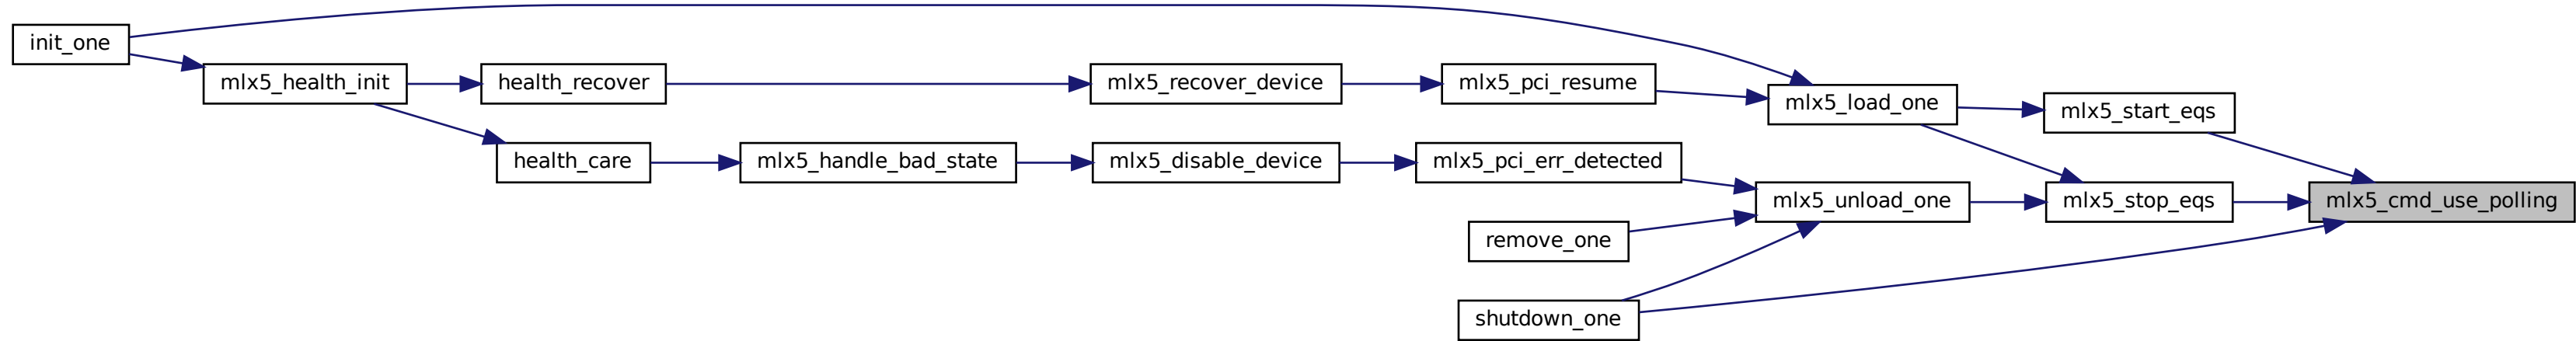 init_one
mlx5_health_init
health_recover
mlx5_recover_device
mlx5_pci_resume
mlx5_load_one
mlx5_start_eqs
health_care
mlx5_handle_bad_state
mlx5_disable_device
mlx5_pci_err_detected
mlx5_unload_one
mlx5_stop_eqs
mlx5_cmd_use_polling
remove_one
shutdown_one